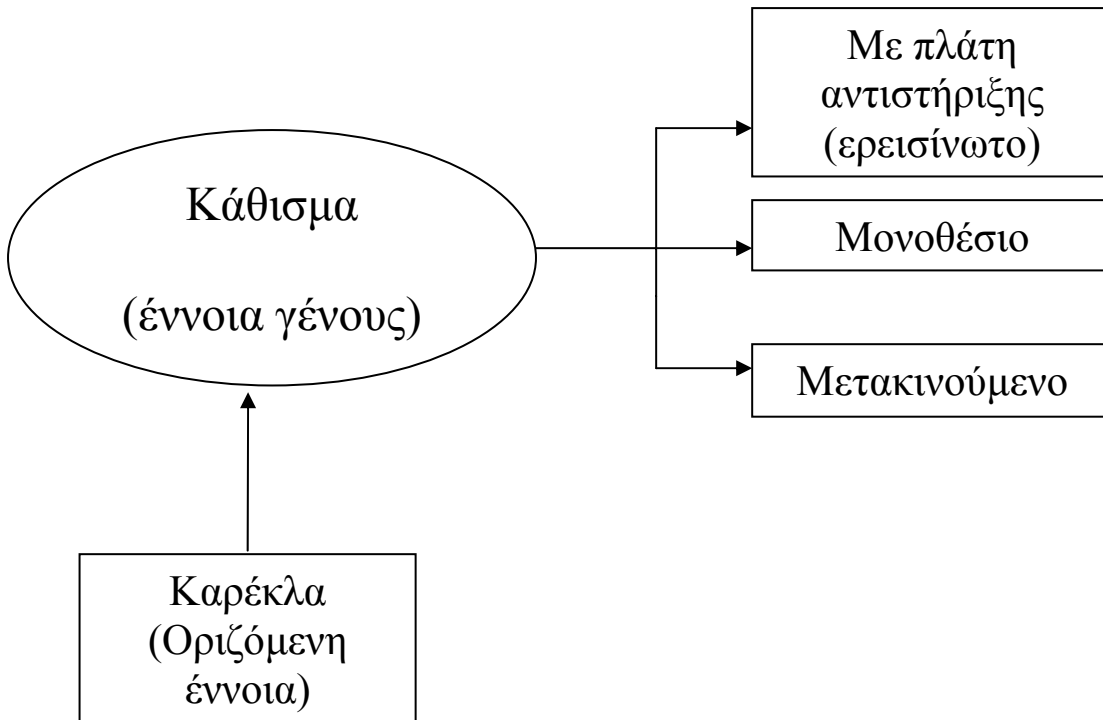 Με πλάτη
αντιστήριξης
(ερεισίνωτο)
Κάθισμα
(έννοια γένους)
Μονοθέσιο
Μετακινούμενο
Καρέκλα
(Οριζόμενη
έννοια)